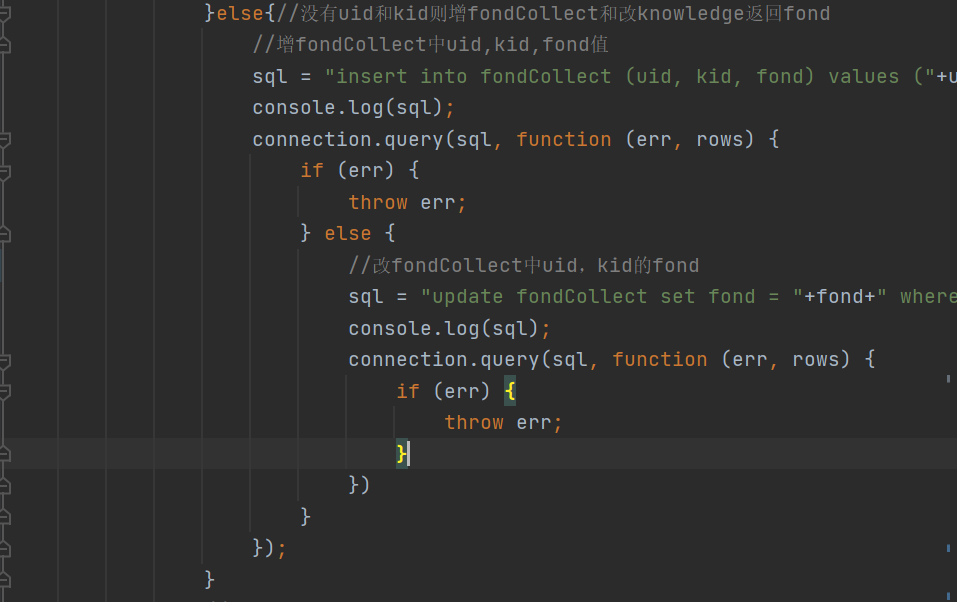 }else{//没有uid和kid则增fondCollect和改knowledge返回fond
//增fondCollect中uid,kid,fond值
sql = "insert into fondCollect (uid, kid, fond) values ("+u
console.log(sql);
connection.query(sql, function (err, rows) {
if (err) {
throw err;
} else {
//改fondCollect中uid，kid的fond
sql = "update fondCollect set fond = "+fond+" where
console.log(sql);
connection.query(sql, function (err, rows) {
if (err) {
throw err;
}
})
}
});
}